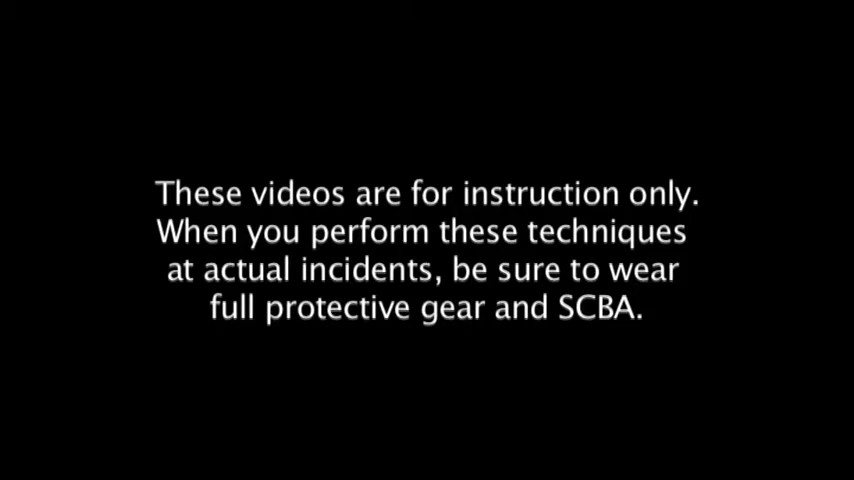 These videos are for instruction only.
When you perform these techniques
at actual incidents, be sure to wear
full protective gear and SCBA.